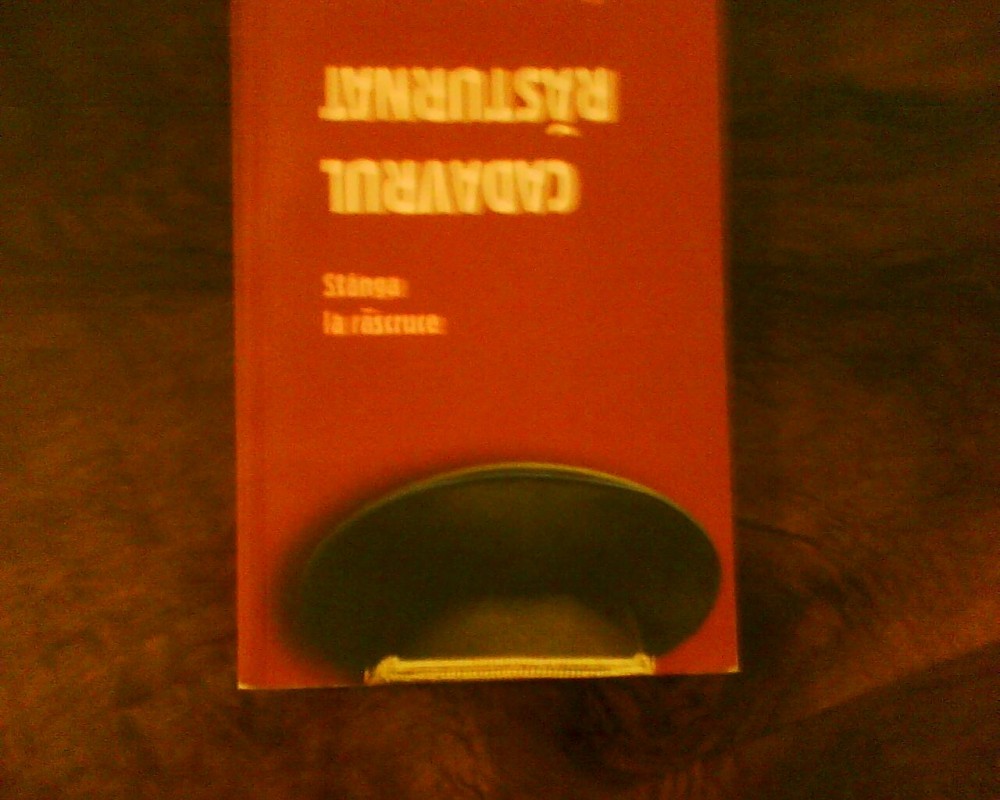 CADAVRUL
RĂSTURNAT
Stânga
la răscruce